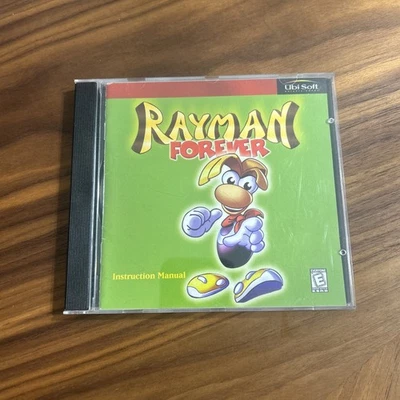 Ubi Soft
RAYMAN
FOREVER
Instruction Manual
E